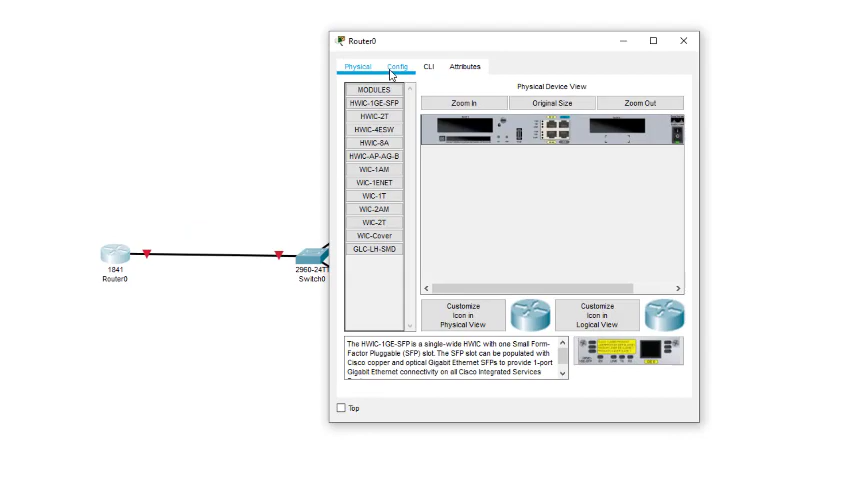 Router0
Physical Config CLI Attributes
MODULES
HWIC-1GE-SFP
HWIC-2T
HWIC-4ESW
HWIC-8A
HWIC-AP-AG-B
WIC-1AM
WIC-1ENET
WIC-1T
WIC-2AM
WIC-2T
WIC-Cover
GLC-LH-SMD
Physical Device View
Zoom In Original Size Zoom Out
Customize
Icon in
Physical View
Customize
Icon in
Logical View
The HWIC-1GE-SFP is a single-wide HWIC with one Small Form-
Factor Pluggable (SFP) slot. The SFP slot can be populated with
Cisco copper and optical Gigabit Ethernet SFPs to provide 1-port
Gigabit Ethernet connectivity on all Cisco Integrated Services
Top
1841
Router0
2960-24TT
Switch0